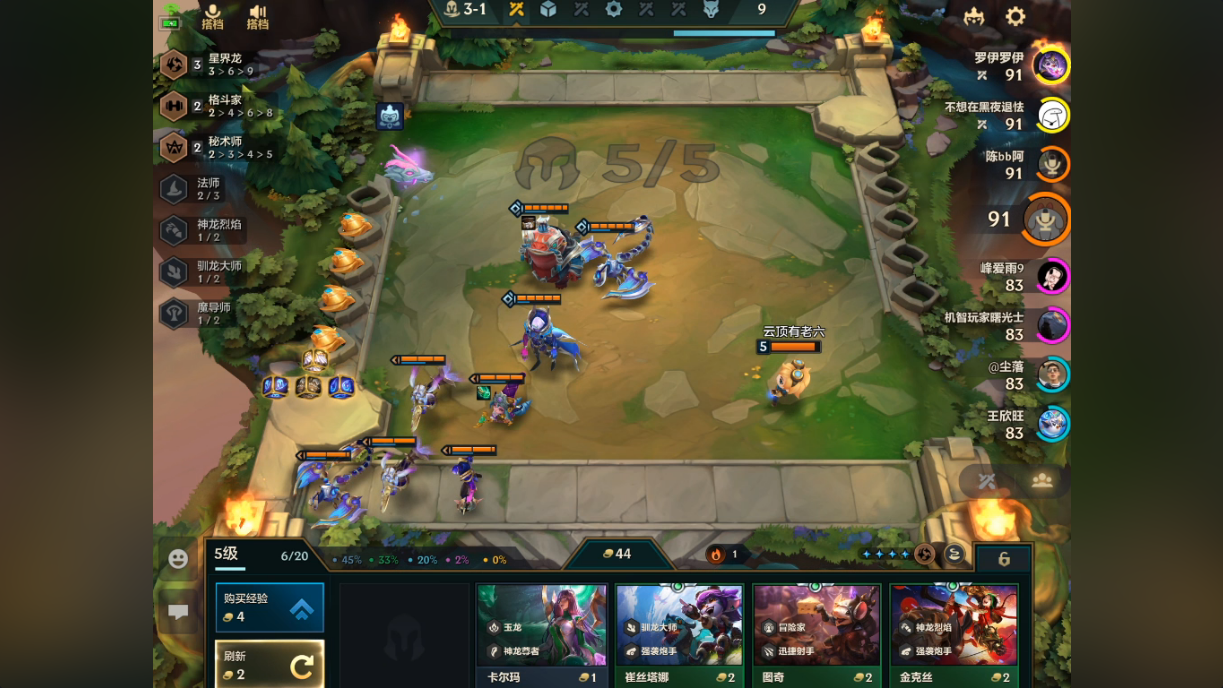 搭档
搭档
3-1
9
3
星界龙
3 > 6 > 9
2
格斗家
2 > 4 > 6 > 8
2
秘术师
2 > 3 > 4 > 5
法师
2 / 3
神龙烈焰
1 / 2
驯龙大师
1 / 2
魔导师
1 / 2
5/5
云顶有老六
5
罗伊罗伊
91
不想在黑夜退怯
91
陈bb阿
91
91
峰爱雨9
83
机智玩家曙光士
83
@尘落
83
王欣旺
83
5级
6/20
45%
33%
20%
2%
0%
44
1
购买经验
4
刷新
2
玉龙
神龙尊者
卡尔玛
1
驯龙大师
强袭炮手
崔丝塔娜
2
冒险家
迅捷射手
图奇
2
神龙烈焰
强袭炮手
金克丝
2